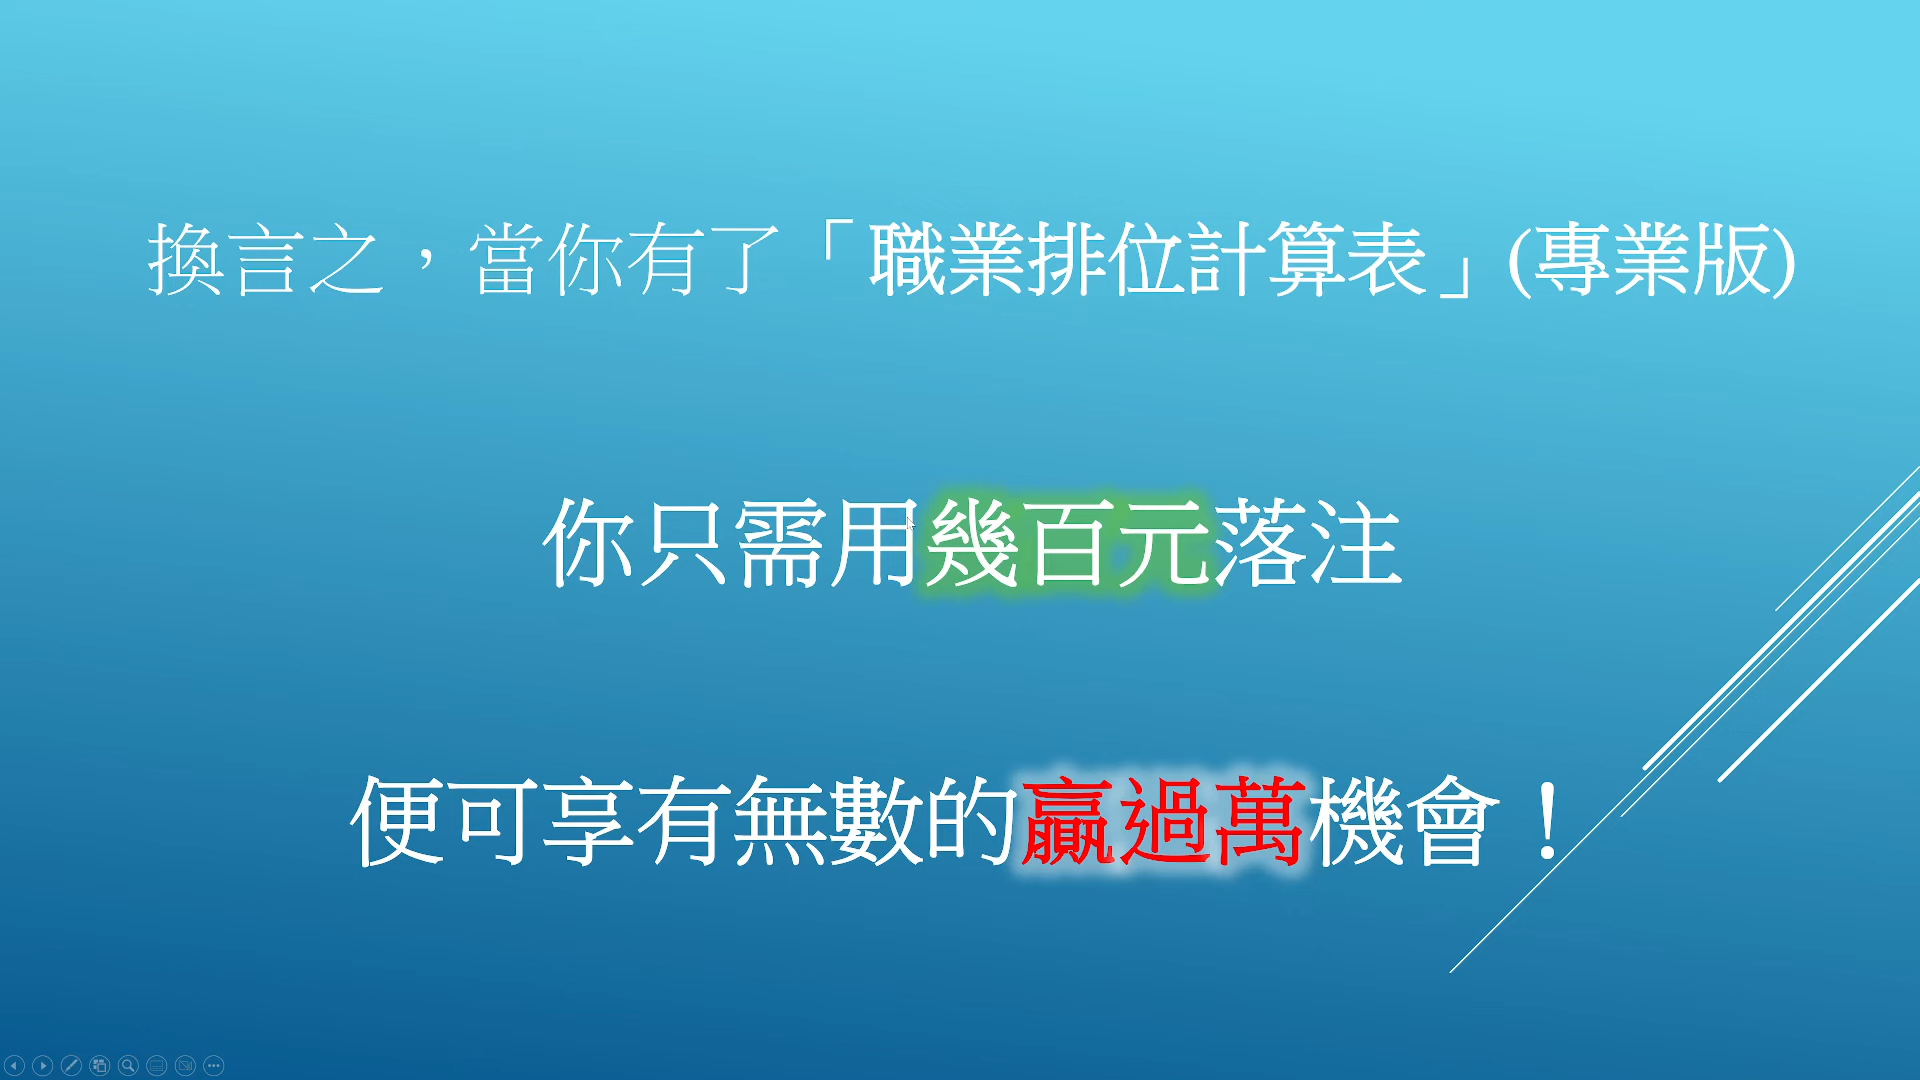 換言之，當你有了「職業排位計算表」(專業版)
你只需用幾百元落注
便可享有無數的贏過萬機會！